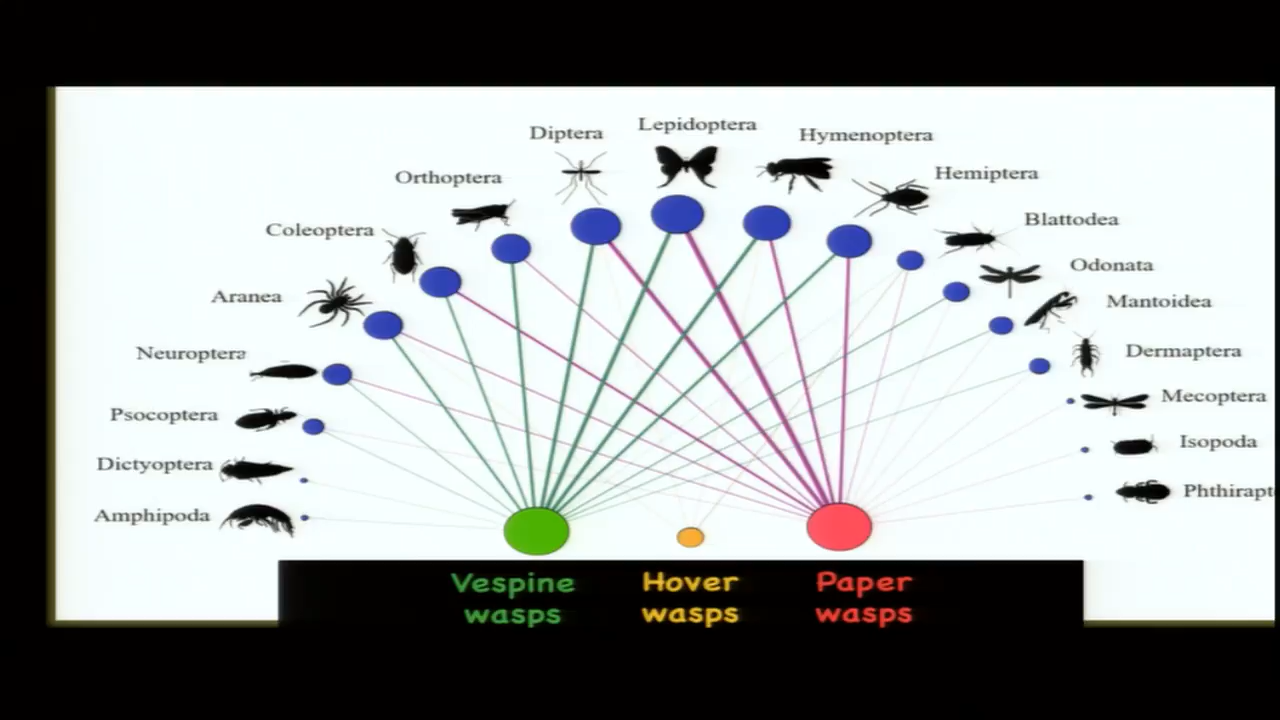 Lepidoptera
Diptera
Hymenoptera
Orthoptera
Hemiptera
Coleoptera
Blattodea
Odonata
Aranea
Mantoidea
Neuroptera
Dermaptera
Mecoptera
Psocoptera
Isopoda
Dictyoptera
Phthirapt
Amphipoda
Vespine Hover Paper
wasps wasps wasps